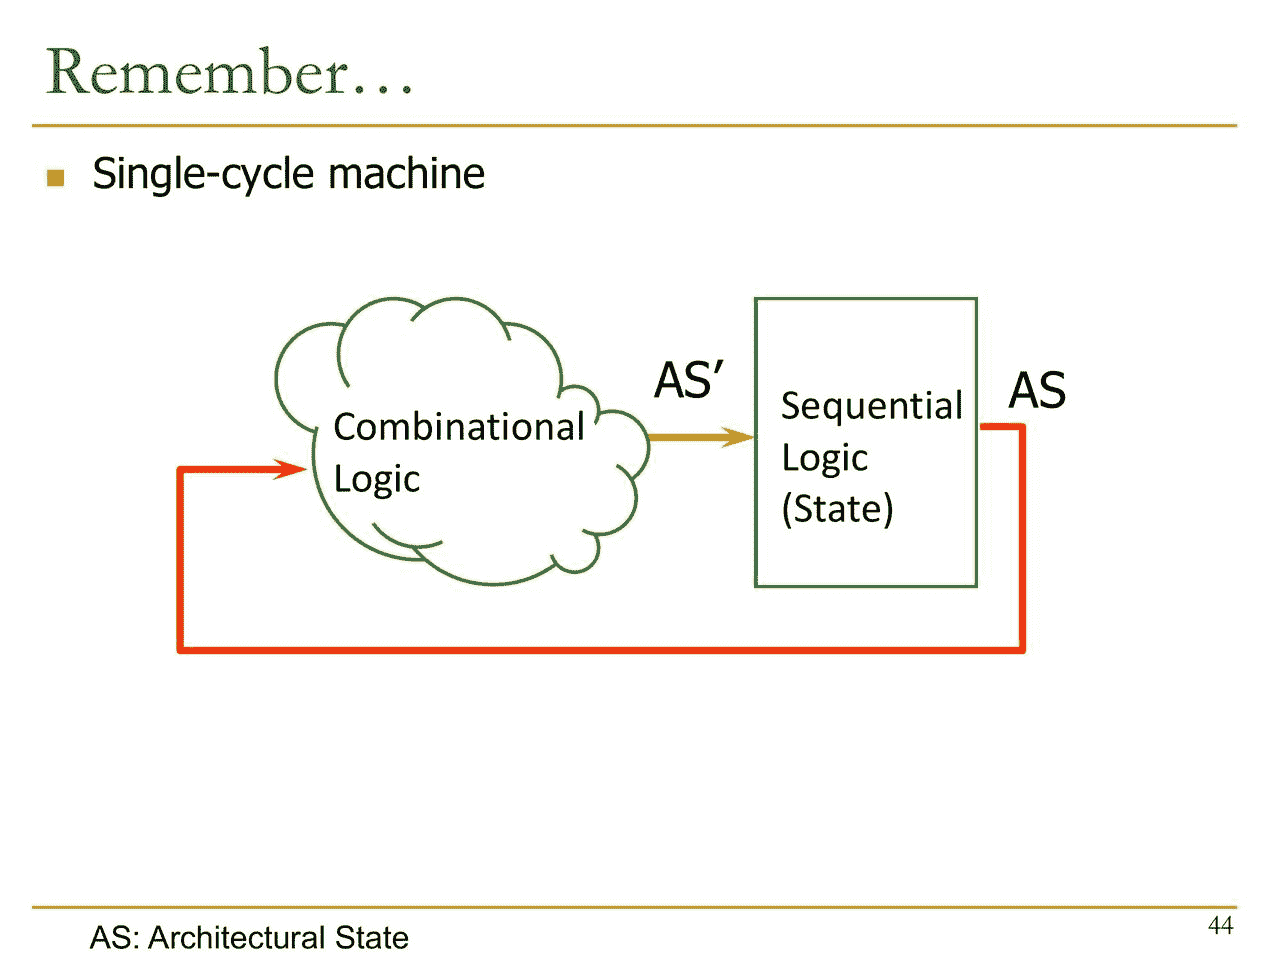 Remember…
Single-cycle machine
Combinational
Logic
AS’
Sequential
Logic
(State)
AS
AS: Architectural State
44